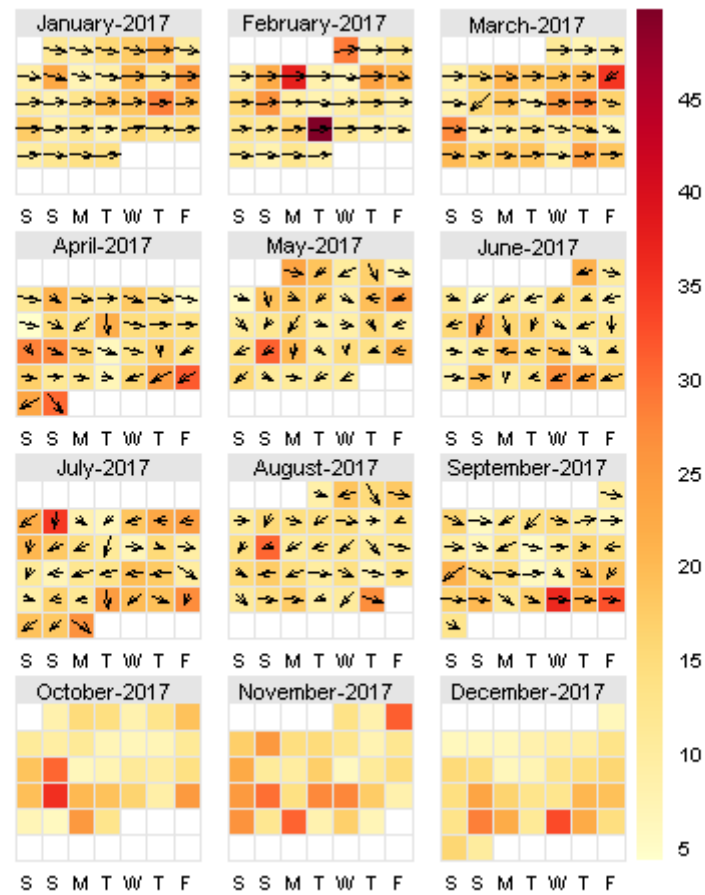 January-2017 February-2017 March-2017
45
S S M T W T F S S M T W T F S S M T W T F
40
April-2017 May-2017 June-2017
35
30
S S M T W T F S S M T W T F S S M T W T F
July-2017 August-2017 September-2017
25
20
S S M T W T F S S M T W T F S S M T W T F
15
October-2017 November-2017 December-2017
10
5
S S M T W T F S S M T W T F S S M T W T F